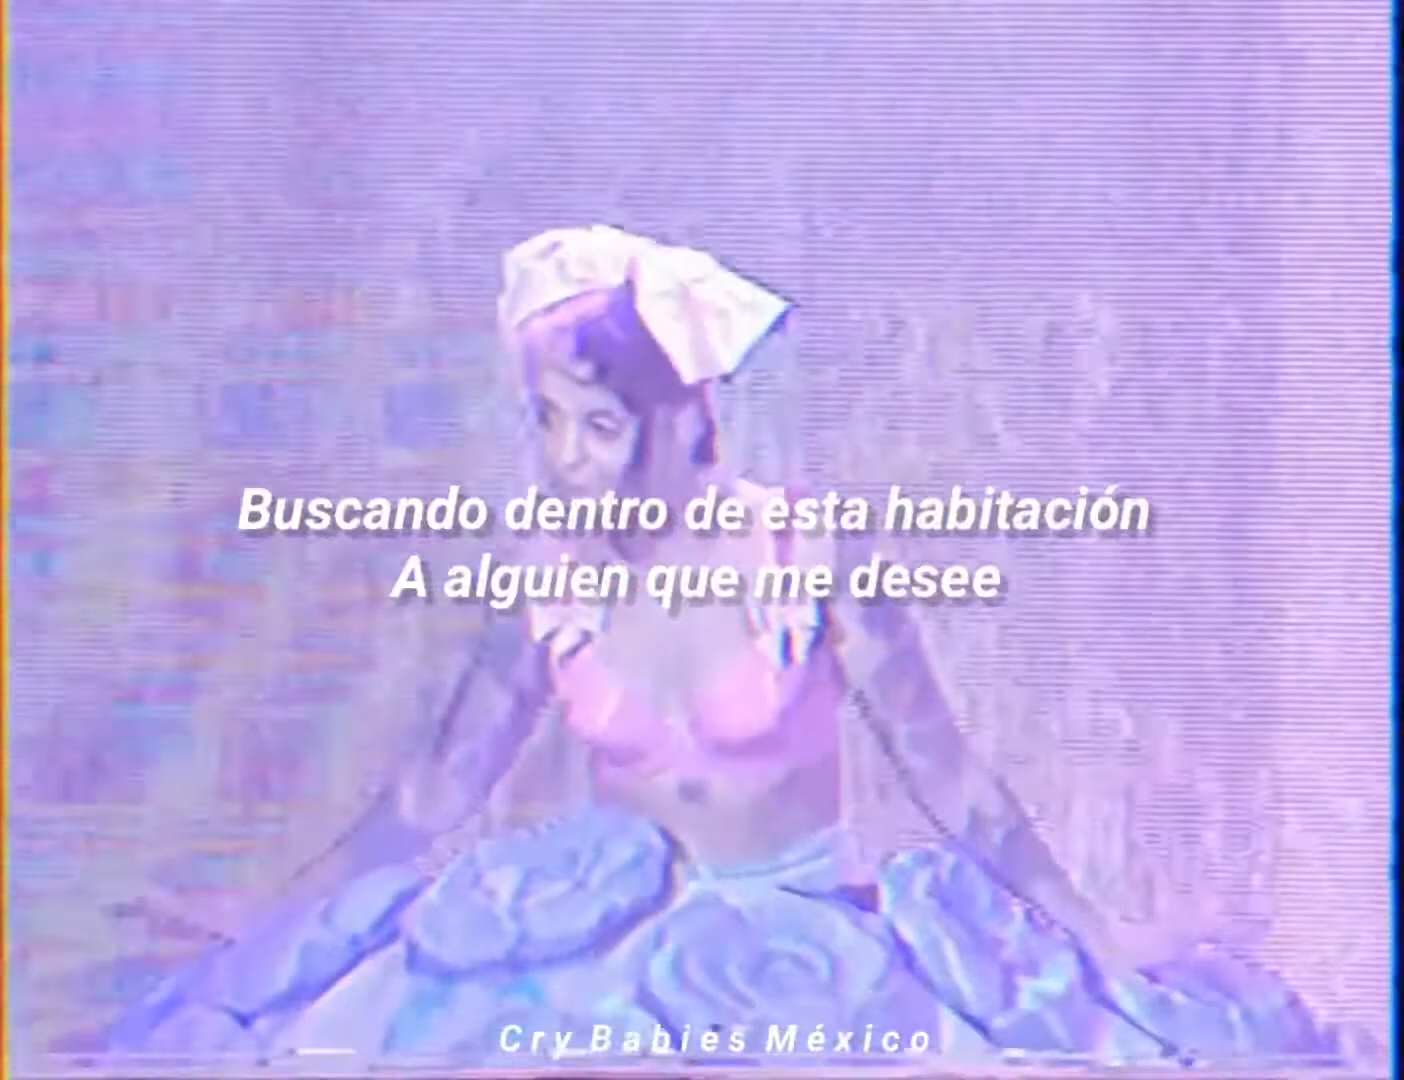 Buscando dentro de esta habitación
A alguien que me desee
Cry Babies México